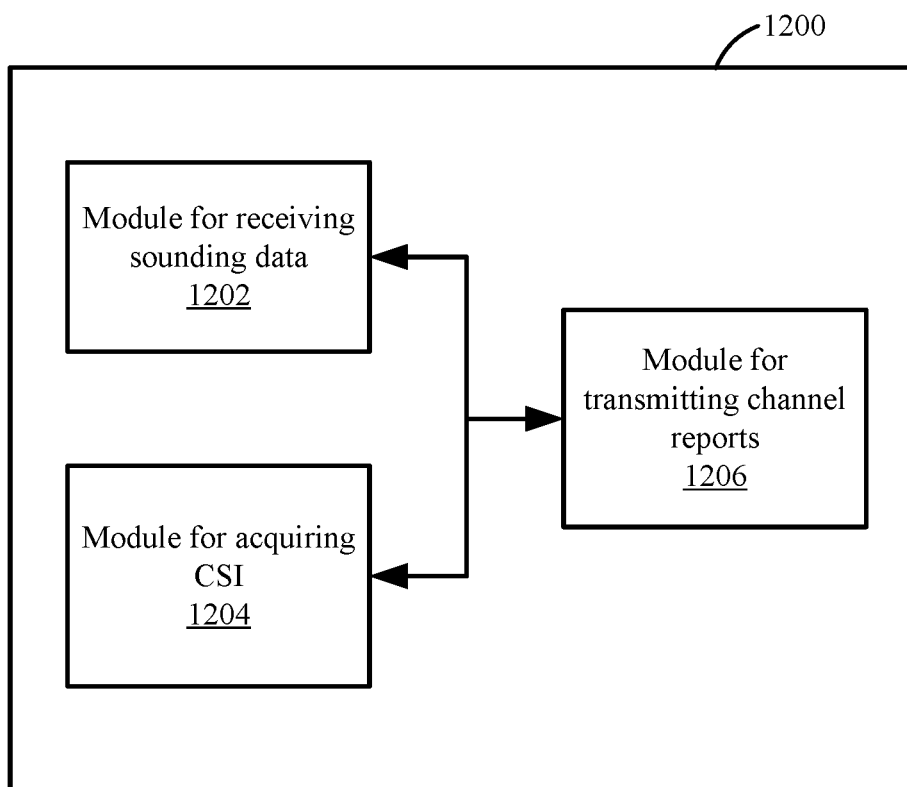 1200
Module for receiving
sounding data
1202
Module for
transmitting channel
reports
1206
Module for acquiring
CSI
1204